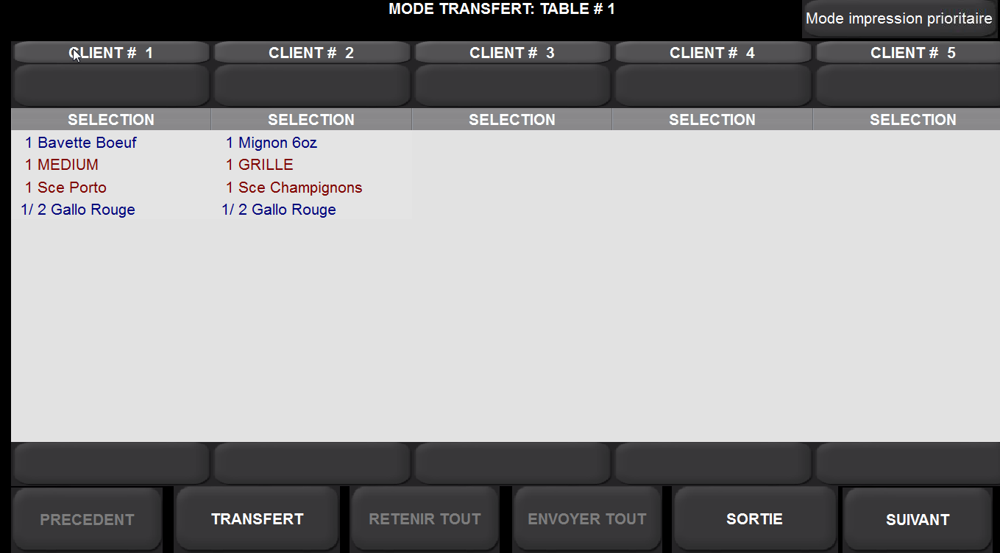 MODE TRANSFERT: TABLE # 1
Mode impression prioritaire
CLIENT # 1 CLIENT # 2 CLIENT # 3 CLIENT # 4 CLIENT # 5
SELECTION SELECTION SELECTION SELECTION SELECTION
1 Bavette Boeuf 1 Mignon 6oz
1 MEDIUM 1 GRILLE
1 Sce Porto 1 Sce Champignons
1/ 2 Gallo Rouge 1/ 2 Gallo Rouge
PRECEDENT TRANSFERT RETENIR TOUT ENVOYER TOUT SORTIE SUIVANT